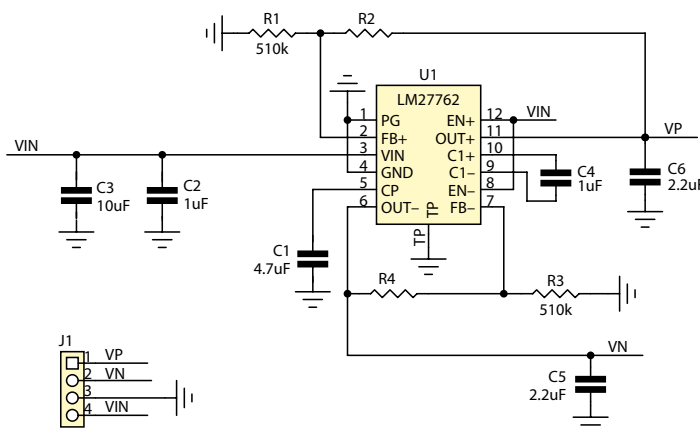 R1
R2
510k
U1
LM27762
1 PG EN+ 12 VIN
2 FB+ OUT+ 11 VP
VIN
3 VIN C1+ 10
4 GND C1– 9
5 CP EN– 8
6 OUT– FB– 7
TP
TP
C3
10uF
C2
1uF
C4
1uF
C6
2.2uF
C1
4.7uF
R4
R3
510k
VN
C5
2.2uF
J1
1 VP
2 VN
3
4 VIN